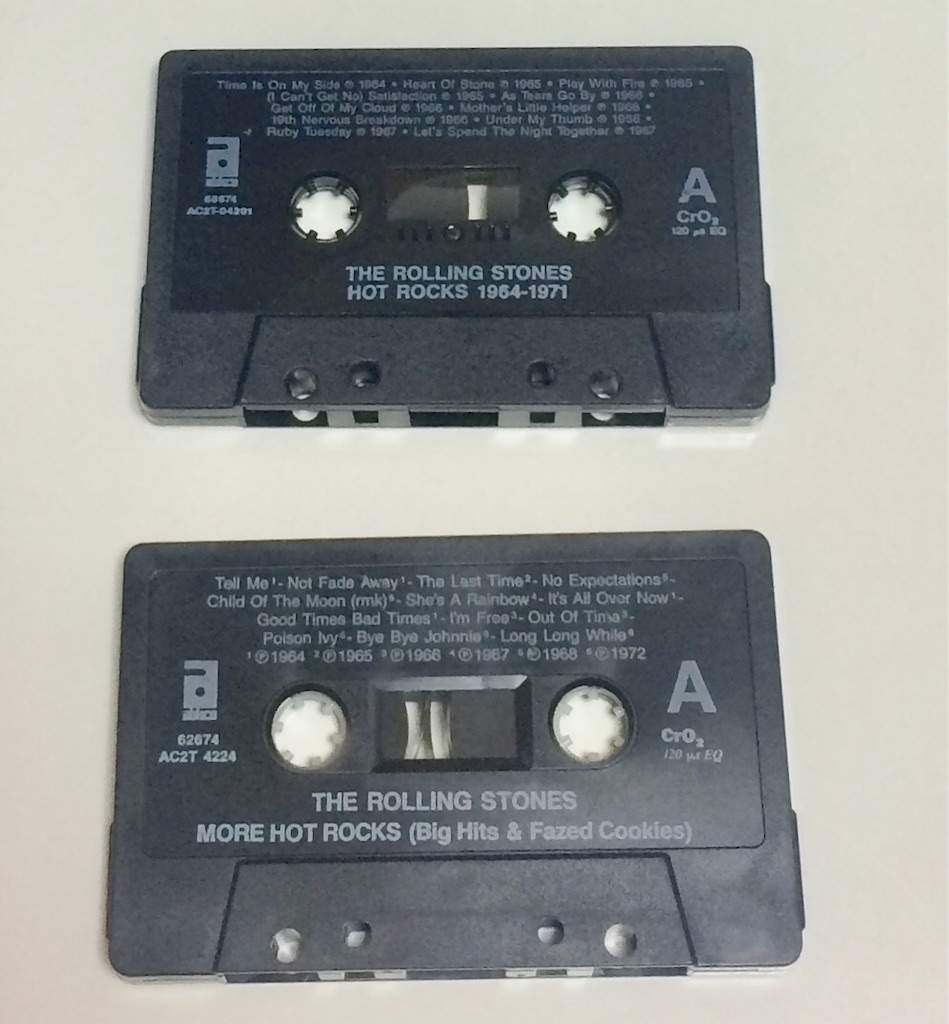 Time Is On My Side ℗ 1964 • Heart Of Stone ℗ 1965 • Play With Fire ℗ 1965 •
(I Can't Get No) Satisfaction ℗ 1965 • As Tears Go By ℗ 1966 •
Get Off Of My Cloud ℗ 1966 • Mother's Little Helper ℗ 1966 •
19th Nervous Breakdown ℗ 1966 • Under My Thumb ℗ 1966 •
Ruby Tuesday ℗ 1967 • Let's Spend The Night Together ℗ 1967
A
CrO₂
120 µs EQ
AC2T-04201
THE ROLLING STONES
HOT ROCKS 1964-1971
Tell Me¹- Not Fade Away¹- The Last Time²- No Expectations⁵-
Child Of The Moon (rmk)⁵- She's A Rainbow⁴- It's All Over Now¹-
Good Times Bad Times¹- I'm Free³- Out Of Time³-
Poison Ivy⁶- Bye Bye Johnnie⁶- Long Long While⁶
¹℗1964 ²℗1965 ³℗1966 ⁴℗1967 ⁵℗1968 ⁶℗1972
A
CrO₂
120 µs EQ
62674
AC2T 4224
THE ROLLING STONES
MORE HOT ROCKS (Big Hits & Fazed Cookies)